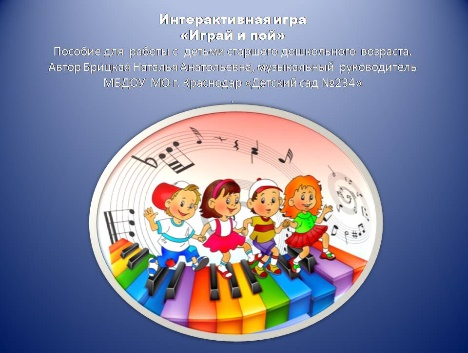 Интерактивная игра
«Играй и пой»
Пособие для работы с детьми старшего дошкольного возраста.
Автор Брицкая Наталья Анатольевна, музыкальный руководитель
МБДОУ МО г. Краснодар «Детский сад №234»